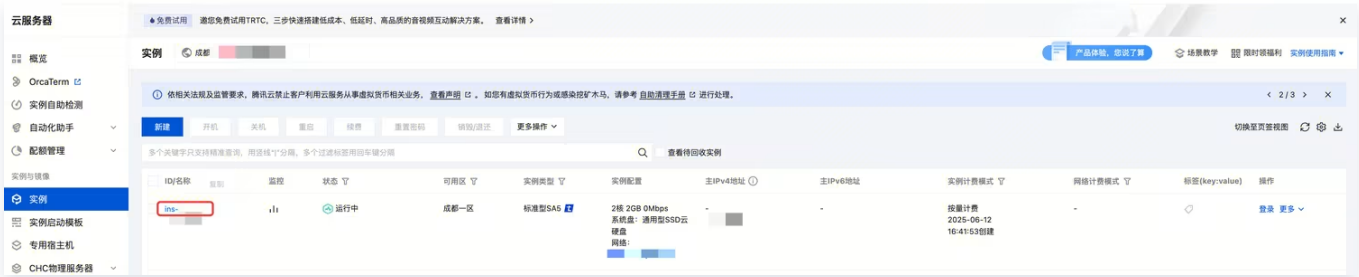 云服务器
免费试用 邀您免费试用TRTC，三步快速搭建低成本、低延时、高品质的音视频互动解决方案。 查看详情 >
概览
OrcaTerm
实例自助检测
自动化助手
配额管理
实例与镜像
实例
实例启动模板
专用宿主机
CHC物理服务器
实例 成都
产品体验，您说了算 场景教学 限时领福利 实例使用指南
依相关法规及监管要求，腾讯云禁止客户利用云服务从事虚拟货币相关业务，查看声明 。如您有虚拟货币行为或感染挖矿木马，请参考 自助清理手册 进行处理。 < 2/3 >
新建 开机 关机 重启 续费 重置密码 销毁/退还 更多操作 切换至页签视图
多个关键字只支持精准查询，用竖线"|"分隔，多个过滤标签用回车键分隔 查看待回收实例
ID/名称 复制 监控 状态 可用区 实例类型 实例配置 主IPv4地址 主IPv6地址 实例计费模式 网络计费模式 标签(key:value) 操作
ins- 运行中 成都一区 标准型SA5 2核 2GB 0Mbps - - 按量计费 - 登录 更多
系统盘：通用型SSD云 2025-06-12
硬盘 16:41:53创建
网络：